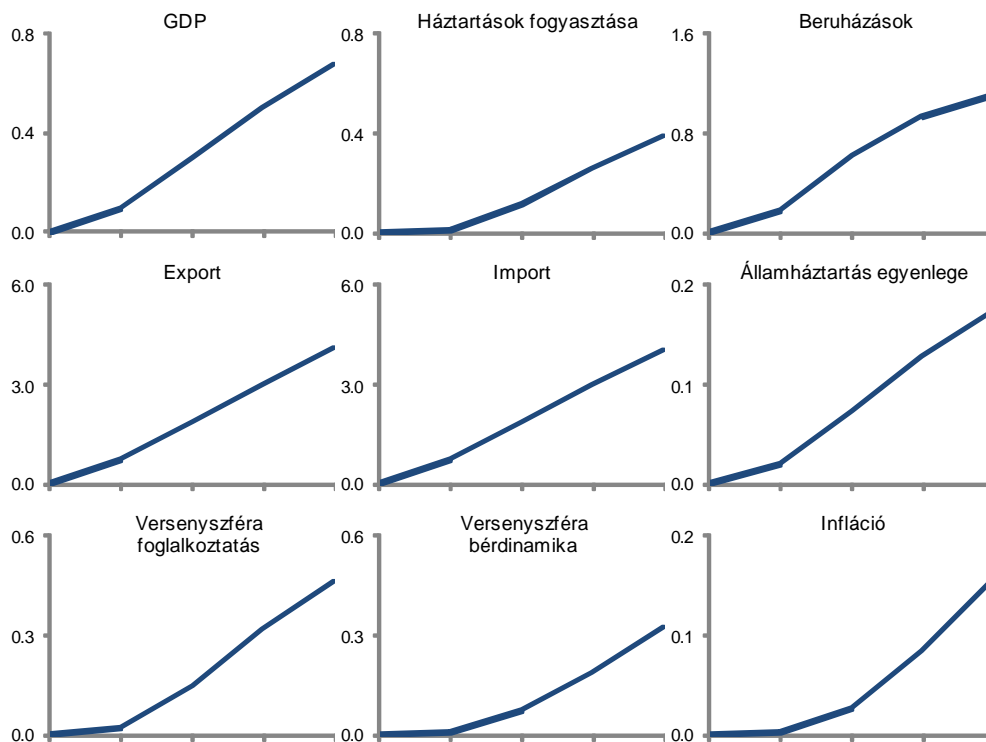 GDP
0.8
0.4
0.0
Háztartások fogyasztása
0.8
0.4
0.0
Beruházások
1.6
0.8
0.0
Export
6.0
3.0
0.0
Import
6.0
3.0
0.0
Államháztartás egyenlege
0.2
0.1
0.0
Versenyszféra
foglalkoztatás
0.6
0.3
0.0
Versenyszféra
bérdinamika
0.6
0.3
0.0
Infláció
0.2
0.1
0.0